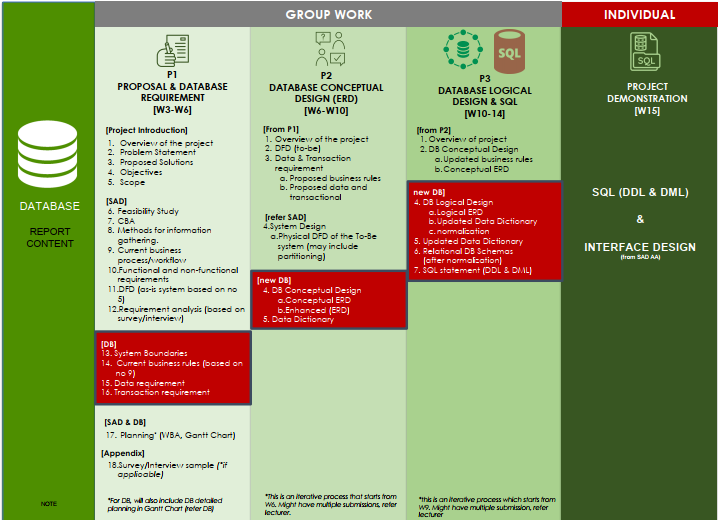 GROUP WORK
INDIVIDUAL
DATABASE
REPORT
CONTENT
NOTE
P1
PROPOSAL & DATABASE
REQUIREMENT
[W3-W6]
[Project Introduction]
1. Overview of the project
2. Problem Statement
3. Proposed Solutions
4. Objectives
5. Scope
[SAD]
6. Feasibility Study
7. CBA
8. Methods for information
gathering.
9. Current business
process/workflow
10.Functional and non-functional
requirements
11.DFD (as-is system based on no
5)
12.Requirement analysis (based on
survey/interview)
[DB]
13. System Boundaries
14. Current business rules (based on
no 9)
15. Data requirement
16. Transaction requirement
[SAD & DB]
17. Planning* (WBA, Gantt Chart)
[Appendix]
18.Survey/Interview sample (*if
applicable)
*For DB, will also include DB detailed
planning in Gantt Chart (refer DB)
P2
DATABASE CONCEPTUAL
DESIGN (ERD)
[W6-W10]
[From P1]
1. Overview of the project
2. DFD (to-be)
3. Data & Transaction
requirement
a. Proposed business rules
b. Proposed data and
transactional
[refer SAD]
4.System Design
a.Physical DFD of the To-Be
system (may include
partitioning)
[new DB]
4. DB Conceptual Design
a.Conceptual ERD
b.Enhanced (ERD)
5. Data Dictionary
*This is an iterative process that starts from
W6. Might have multiple submissions, refer
lecturer.
SQL
P3
DATABASE LOGICAL
DESIGN & SQL
[W10-14]
[from P2]
1. Overview of project
2. DB Conceptual Design
a.Updated business rules
b.Conceptual ERD
new DB]
4. DB Logical Design
a.Logical ERD
b.Updated Data Dictionary
c.normalization
5. Updated Data Dictionary
6. Relational DB Schemas
(after normalization)
7. SQL statement (DDL & DML)
*This is an iterative process which starts from
W9. Might have multiple submission, refer
lecturer
SQL
PROJECT
DEMONSTRATION
[W15]
SQL (DDL & DML)
&
INTERFACE DESIGN
(from SAD AA)